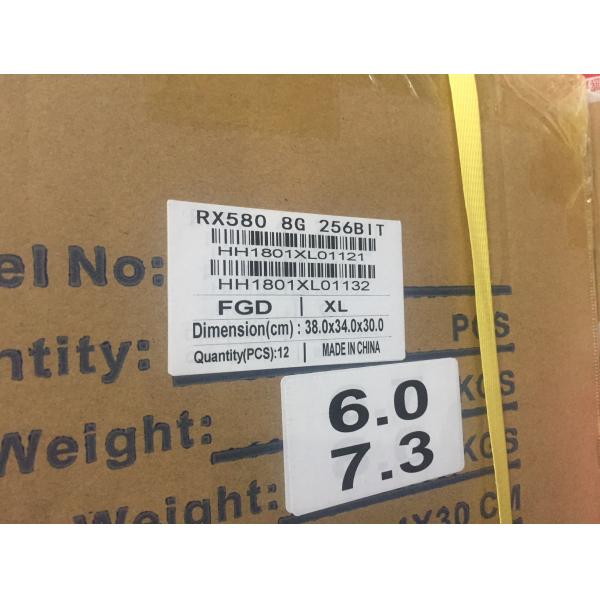 RX580 8G 256BIT
HH1801XL01121
HH1801XL01132
FGD XL
Dimension(cm) : 38.0x34.0x30.0
Quantity(PCS):12 MADE IN CHINA
el No:
ntity: PCS
Weight: KGS
Weight: KGS
6.0
7.3
X30 CM